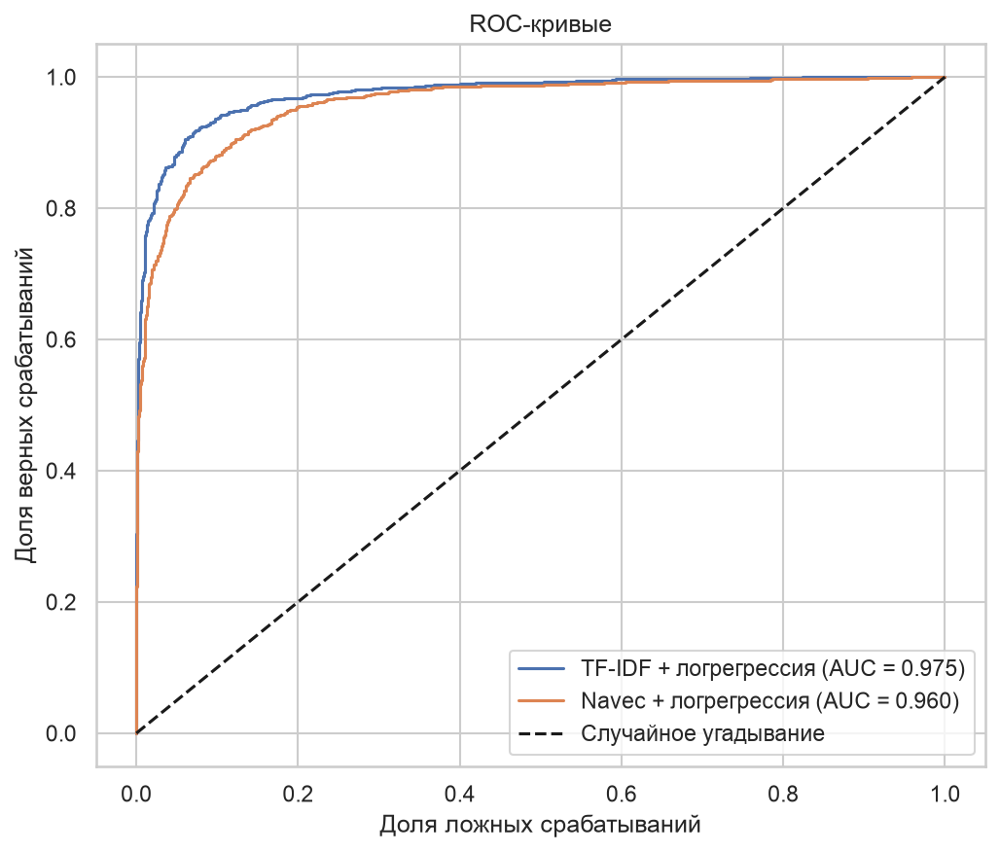 ROC-кривые
Доля верных срабатываний
1.0
0.8
0.6
0.4
0.2
0.0
0.0 0.2 0.4 0.6 0.8 1.0
Доля ложных срабатываний
TF-IDF + логрегрессия (AUC = 0.975)
Navec + логрегрессия (AUC = 0.960)
Случайное угадывание